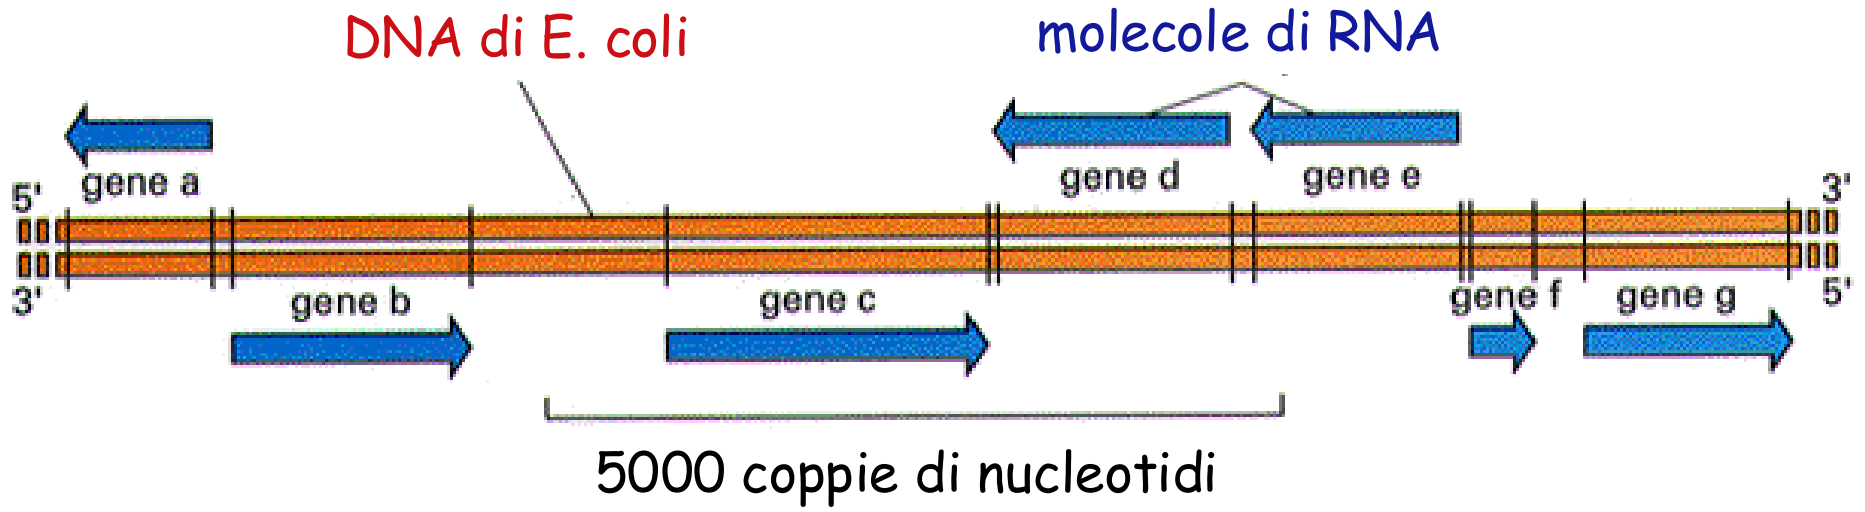 DNA di E. coli
molecole di RNA
gene a
gene d
gene e
5'
3'
3'
5'
gene b
gene c
gene f
gene g
5000 coppie di nucleotidi